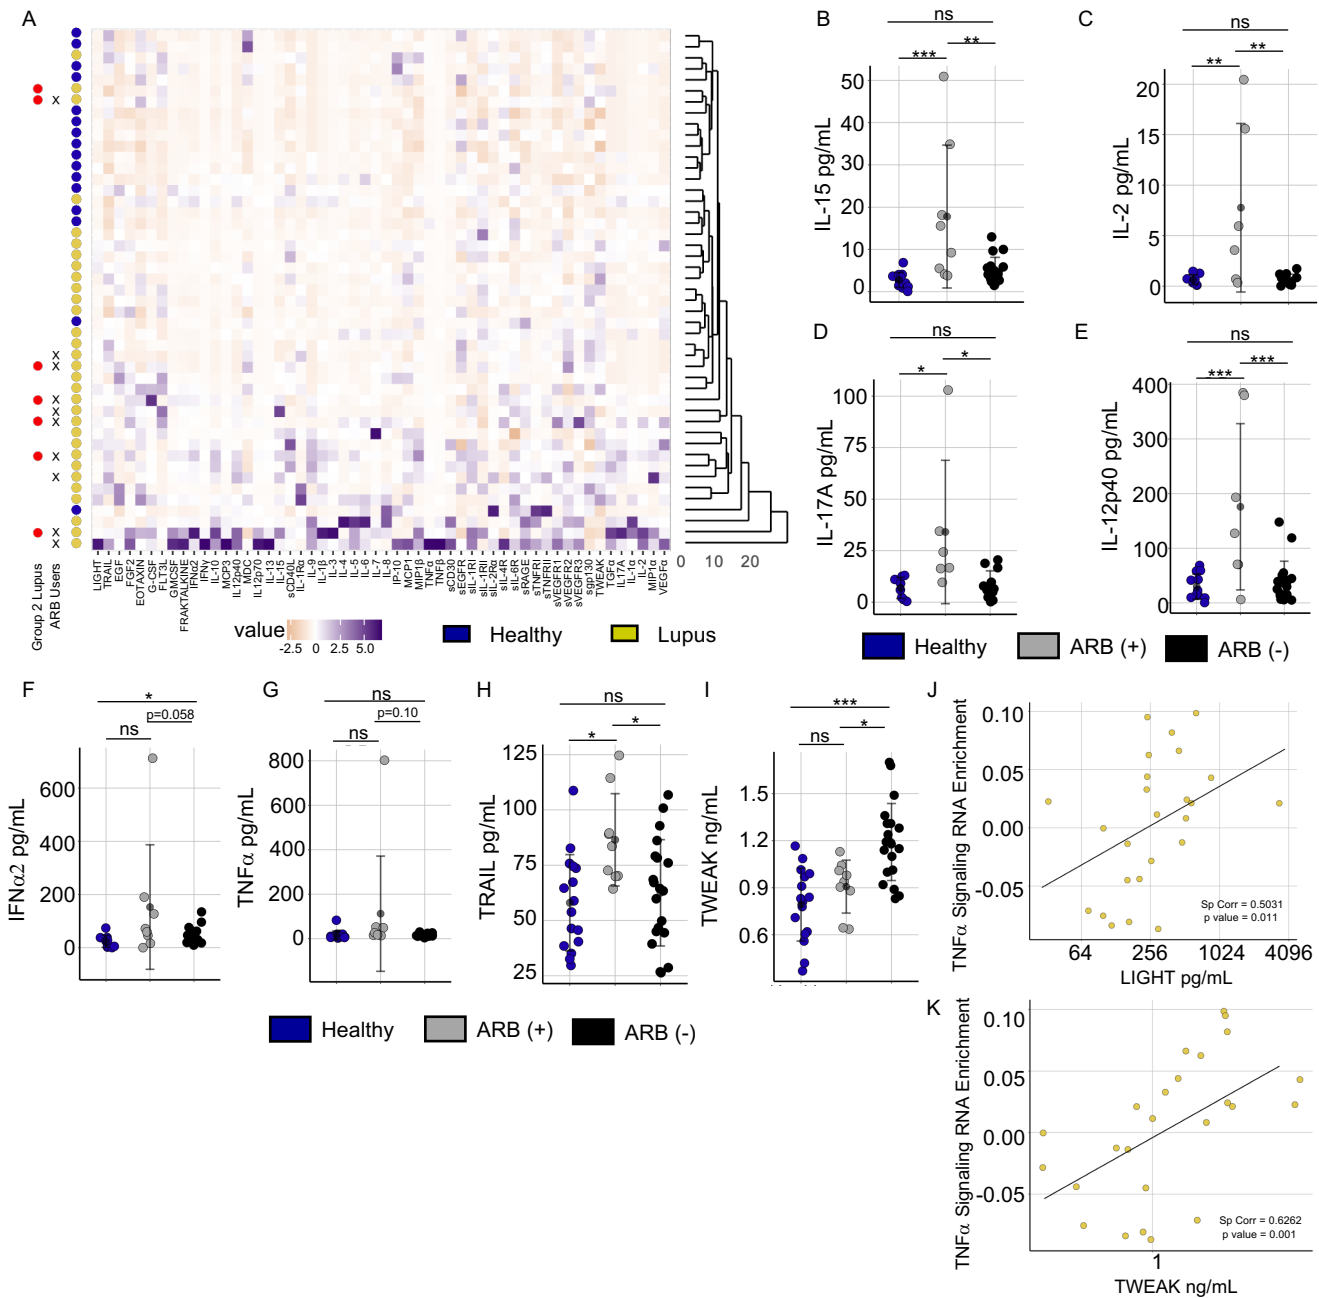 A
X
X
X
X
X
X
X
X
X
X
X
Group 2 Lupus
ARB Users
LIGHT
TRAIL
EGF
FGF2
EOTAXIN
G-CSF
FLT3L
GMCSF
FRAKTALKINE
IFNα2
IFNγ
IL-10
MCP3
IL12p40
MDC
IL12p70
IL-13
IL-15
sCD40L
IL-1Rα
IL-9
IL-1β
IL-3
IL-4
IL-5
IL-6
IL-7
IL-8
IP-10
MCP1
MIP1β
TNFα
TNFβ
sCD30
sEGFR
sIL-1RI
sIL-1RII
sIL-2Rα
sIL-4R
sIL-6R
sRAGE
sTNFRI
sTNFRII
sVEGFR1
sVEGFR2
sVEGFR3
sgp130
TWEAK
TGFα
IL17A
IL-1α
IL-2
MIP1α
VEGFα
0 10 20
value
-2.5 0 2.5 5.0
Healthy
Lupus
B
ns
***
**
IL-15 pg/mL
50
40
30
20
10
0
C
ns
**
**
IL-2 pg/mL
20
15
10
5
0
D
ns
*
*
IL-17A pg/mL
100
75
50
25
0
E
ns
***
***
IL-12p40 pg/mL
400
300
200
100
0
Healthy
ARB (+)
ARB (-)
F
*
p=0.058
ns
IFNα2 pg/mL
600
400
200
0
G
ns
p=0.10
ns
TNFα pg/mL
800
600
400
200
0
H
ns
*
*
TRAIL pg/mL
125
100
75
50
25
I
***
*
ns
TWEAK ng/mL
1.5
1.2
0.9
0.6
Healthy
ARB (+)
ARB (-)
J
TNFα Signaling RNA Enrichment
0.10
0.05
0.00
-0.05
Sp Corr = 0.5031
p value = 0.011
64 256 1024 4096
LIGHT pg/mL
K
TNFα Signaling RNA Enrichment
0.10
0.05
0.00
-0.05
Sp Corr = 0.6262
p value = 0.001
1
TWEAK ng/mL